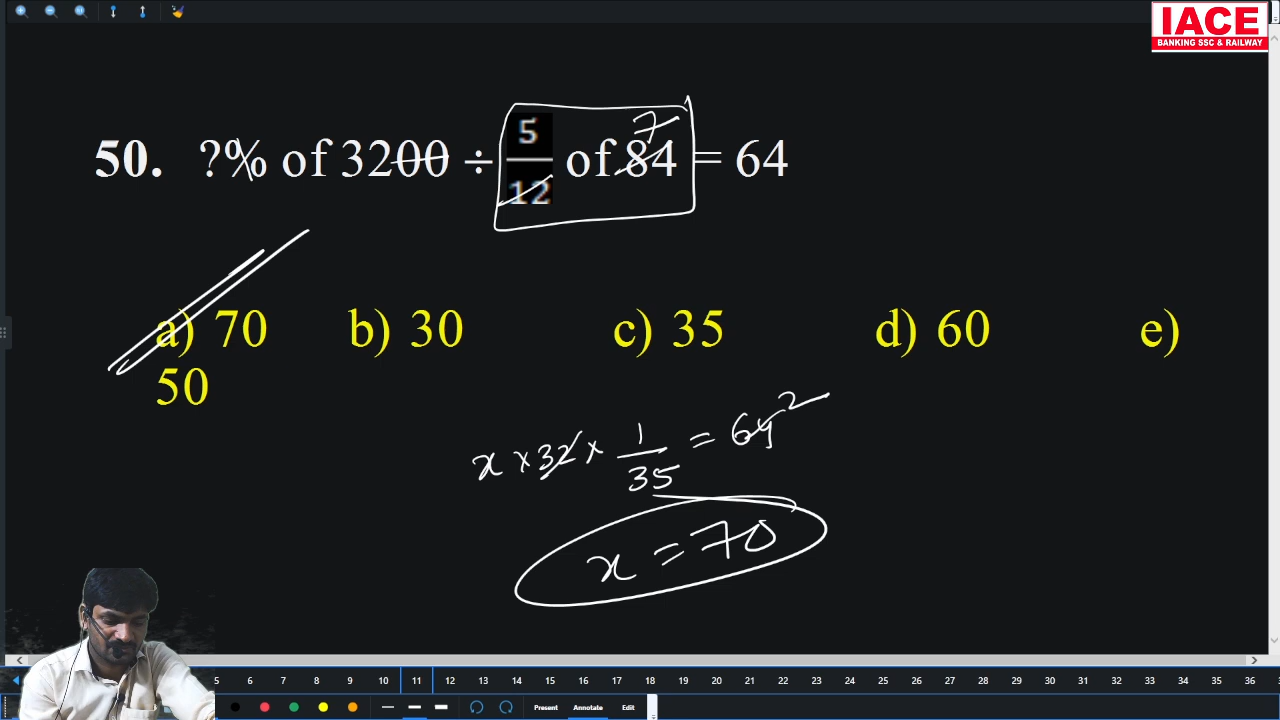 IACE
BANKING SSC & RAILWAY
50. ?% of 3200 ÷ 5/12 of 84 = 64
7
a) 70 b) 30 c) 35 d) 60 e)
50
x × 32 × 1/35 = 64 2
x = 70
5 6 7 8 9 10 11 12 13 14 15 16 17 18 19 20 21 22 23 24 25 26 27 28 29 30 31 32 33 34 35 36
Present Annotate Edit